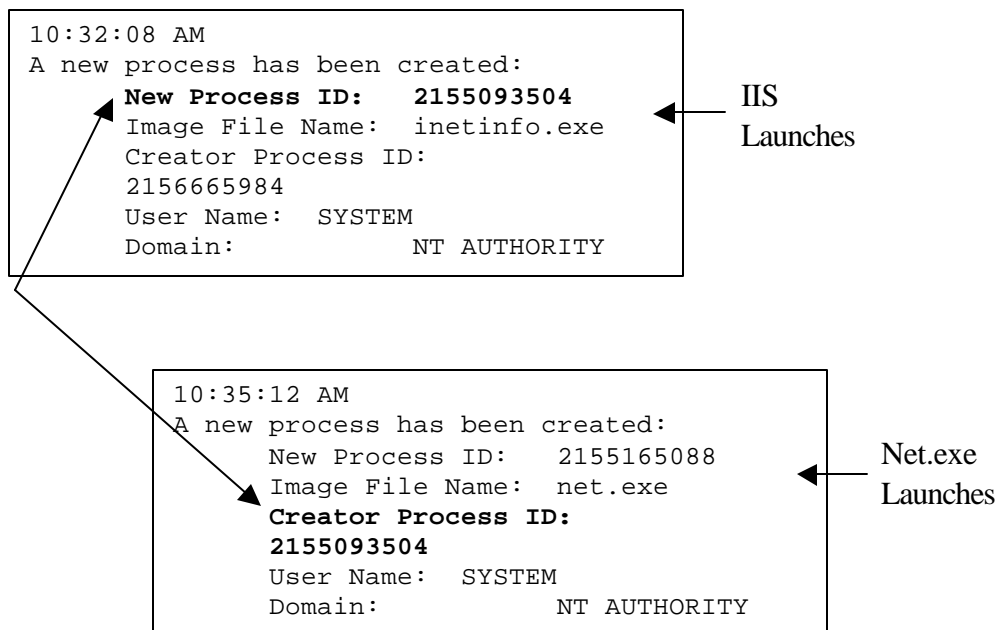 10:32:08 AM
A new process has been created:
New Process ID: 2155093504
Image File Name: inetinfo.exe
Creator Process ID:
2156665984
User Name: SYSTEM
Domain: NT AUTHORITY
IIS
Launches
10:35:12 AM
A new process has been created:
New Process ID: 2155165088
Image File Name: net.exe
Creator Process ID:
2155093504
User Name: SYSTEM
Domain: NT AUTHORITY
Net.exe
Launches